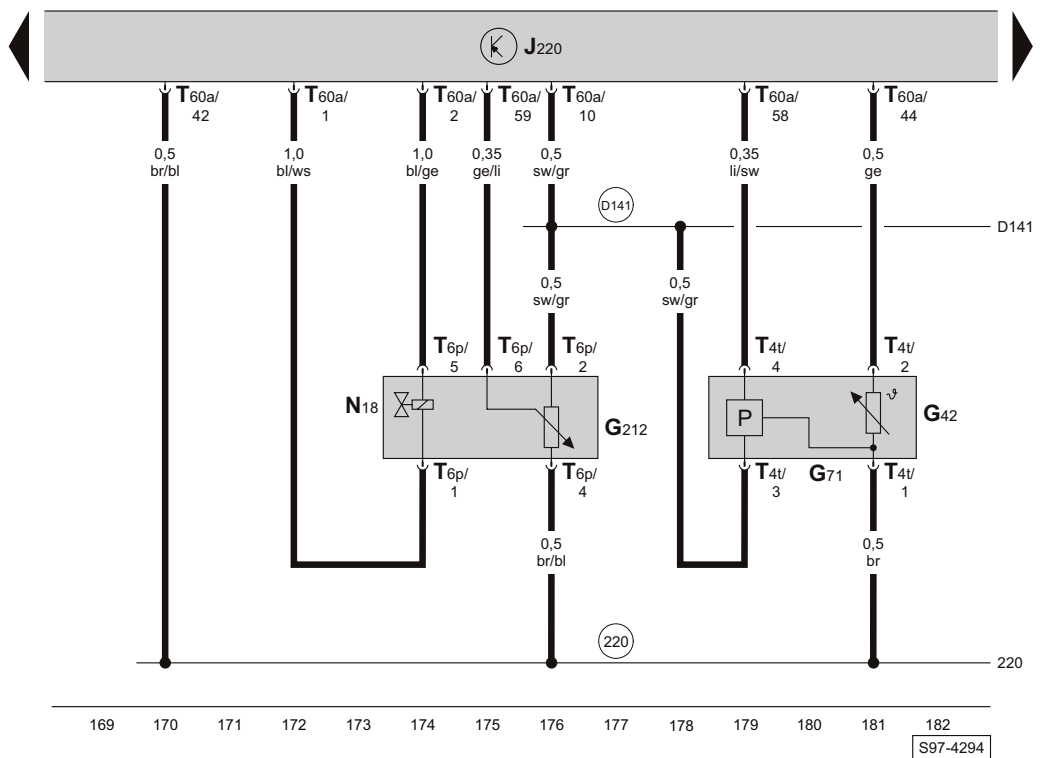 J220
T60a/ T60a/ T60a/ T60a/ T60a/ T60a/ T60a/
42 1 2 59 10 58 44
0,5 1,0 1,0 0,35 0,5 0,35 0,5
br/bl bl/ws bl/ge ge/li sw/gr li/sw ge
D141
D141
0,5 0,5
sw/gr sw/gr
T6p/ T6p/ T6p/ T4t/ T4t/
5 6 2 4 2
N18 G212 P ϑ G42
T6p/ T6p/ T4t/ G71 T4t/
1 4 3 1
0,5 0,5
br/bl br
220
220
169 170 171 172 173 174 175 176 177 178 179 180 181 182
S97-4294